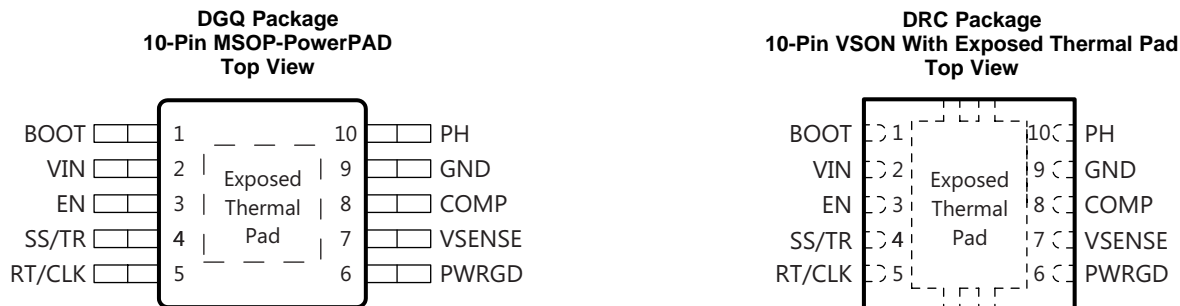 DGQ Package
10-Pin MSOP-PowerPAD
Top View
BOOT 1 10 PH
VIN 2 9 GND
EN 3 8 COMP
SS/TR 4 7 VSENSE
RT/CLK 5 6 PWRGD
Exposed
Thermal
Pad
DRC Package
10-Pin VSON With Exposed Thermal Pad
Top View
BOOT 1 10 PH
VIN 2 9 GND
EN 3 8 COMP
SS/TR 4 7 VSENSE
RT/CLK 5 6 PWRGD
Exposed
Thermal
Pad